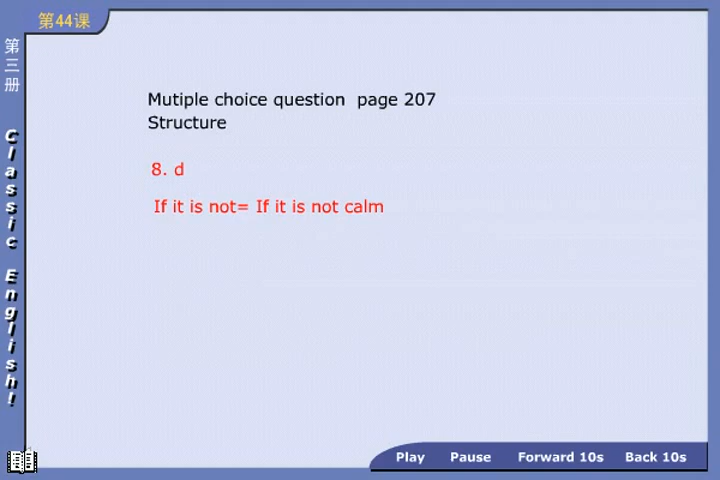 第44课
第三册
Classic English!
Mutiple choice question page 207
Structure
8. d
If it is not= If it is not calm
Play Pause Forward 10s Back 10s